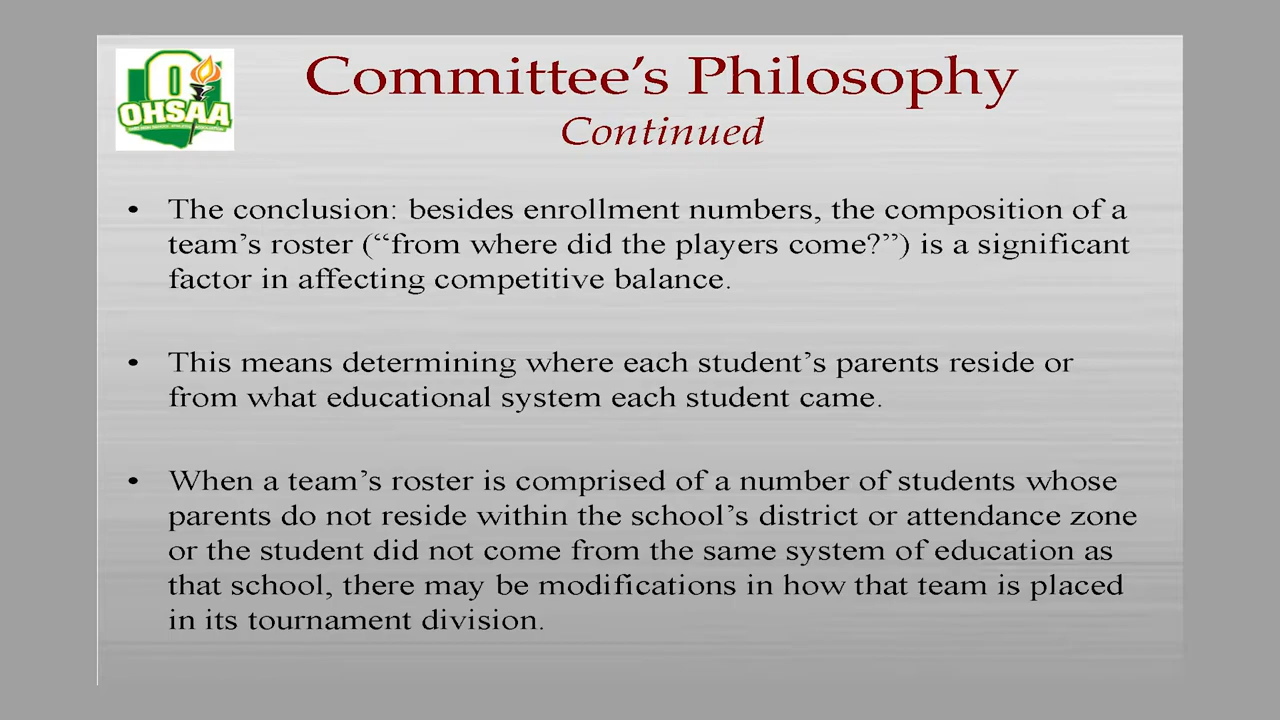 OHSAA
Committee's Philosophy
Continued
• The conclusion: besides enrollment numbers, the composition of a
team's roster (“from where did the players come?”) is a significant
factor in affecting competitive balance.
• This means determining where each student's parents reside or
from what educational system each student came.
• When a team's roster is comprised of a number of students whose
parents do not reside within the school's district or attendance zone
or the student did not come from the same system of education as
that school, there may be modifications in how that team is placed
in its tournament division.